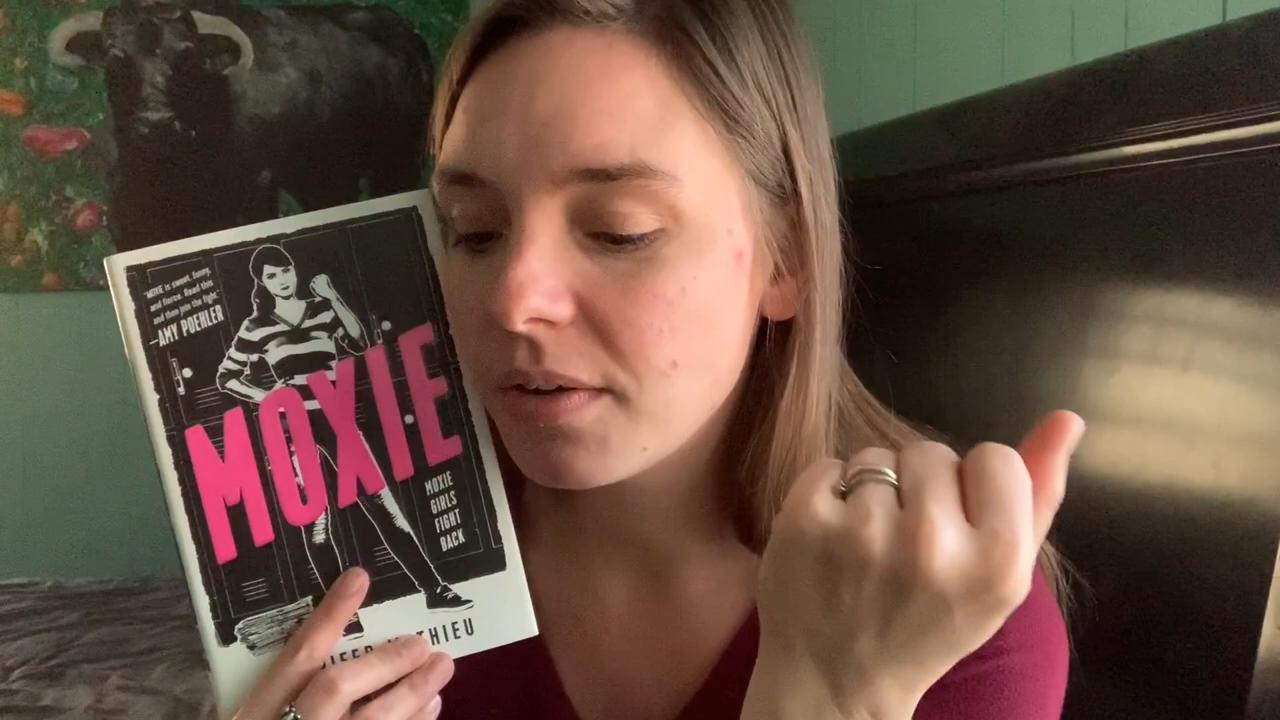 "MOXIE is sweet, funny,
and fierce. Read this
and then join the fight."
—AMY POEHLER
MOXIE
MOXIE
GIRLS
FIGHT
BACK